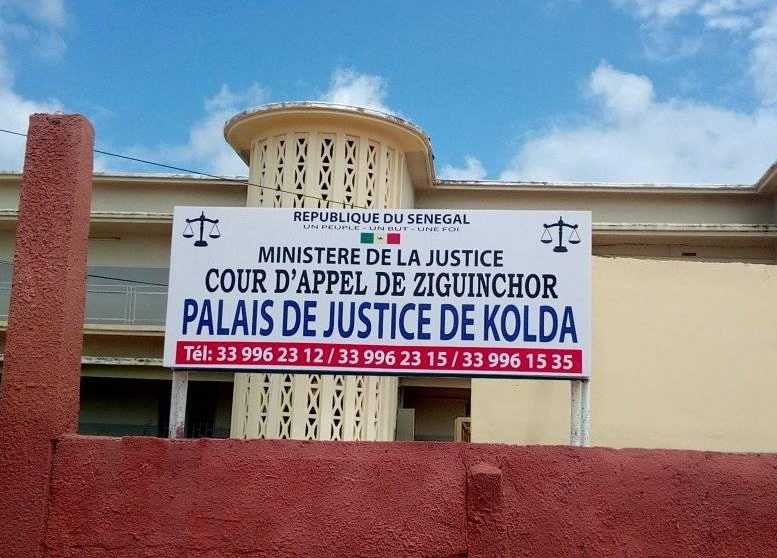 REPUBLIQUE DU SENEGAL
UN PEUPLE - UN BUT - UNE FOI
MINISTERE DE LA JUSTICE
COUR D'APPEL DE ZIGUINCHOR
PALAIS DE JUSTICE DE KOLDA
Tél: 33 996 23 12 / 33 996 23 15 / 33 996 15 35